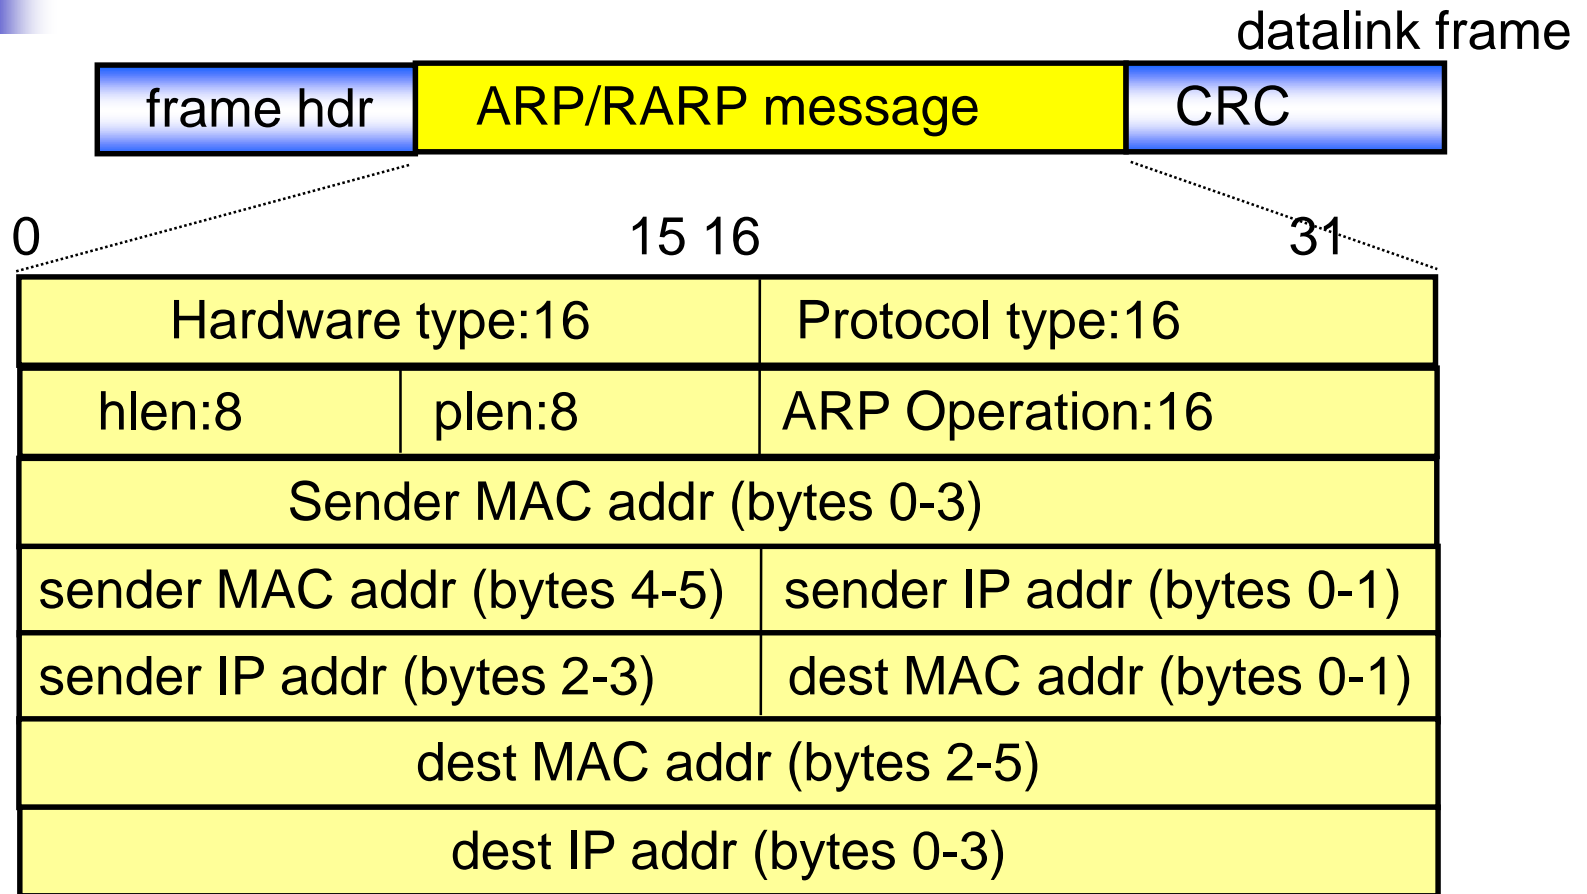 datalink frame
frame hdr ARP/RARP message CRC
0 15 16 31
Hardware type:16 Protocol type:16
hlen:8 plen:8 ARP Operation:16
Sender MAC addr (bytes 0-3)
sender MAC addr (bytes 4-5) sender IP addr (bytes 0-1)
sender IP addr (bytes 2-3) dest MAC addr (bytes 0-1)
dest MAC addr (bytes 2-5)
dest IP addr (bytes 0-3)